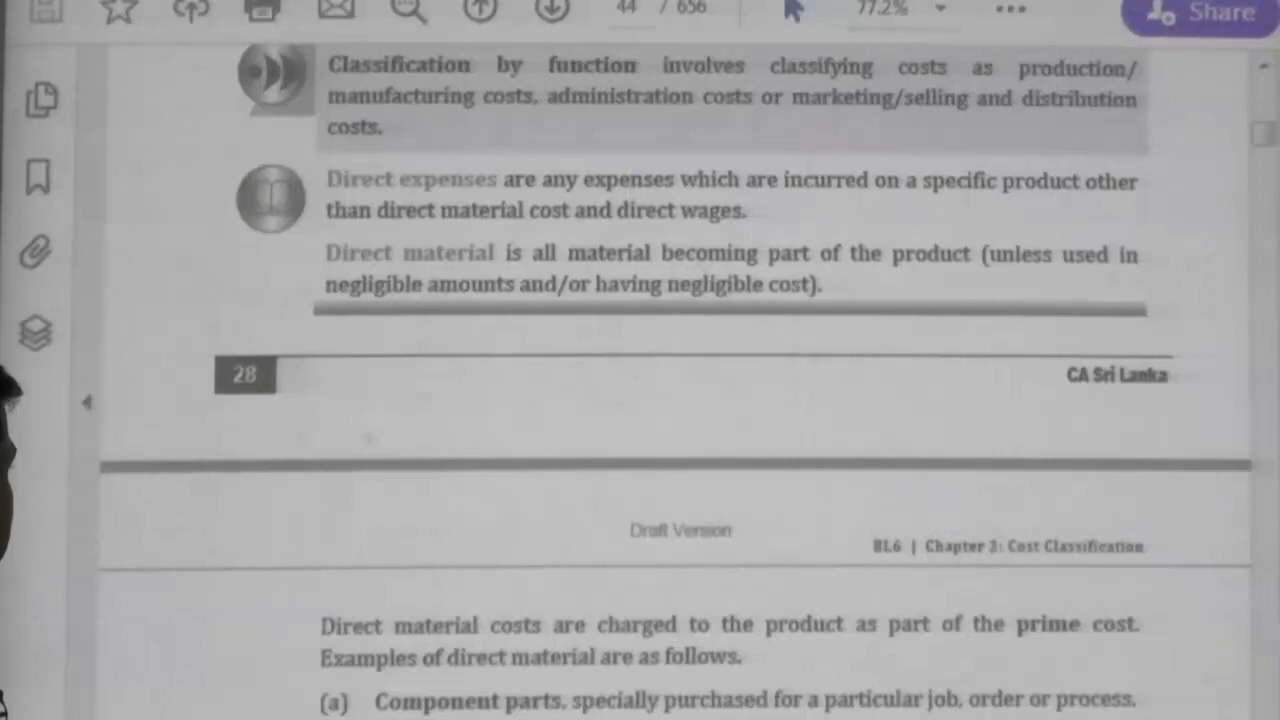 44 / 656
77.2%
Share
Classification by function involves classifying costs as production/
manufacturing costs, administration costs or marketing/selling and distribution
costs.
Direct expenses are any expenses which are incurred on a specific product other
than direct material cost and direct wages.
Direct material is all material becoming part of the product (unless used in
negligible amounts and/or having negligible cost).
28
CA Sri Lanka
Draft Version
BL6 | Chapter 3: Cost Classification
Direct material costs are charged to the product as part of the prime cost.
Examples of direct material are as follows.
(a) Component parts, specially purchased for a particular job, order or process.